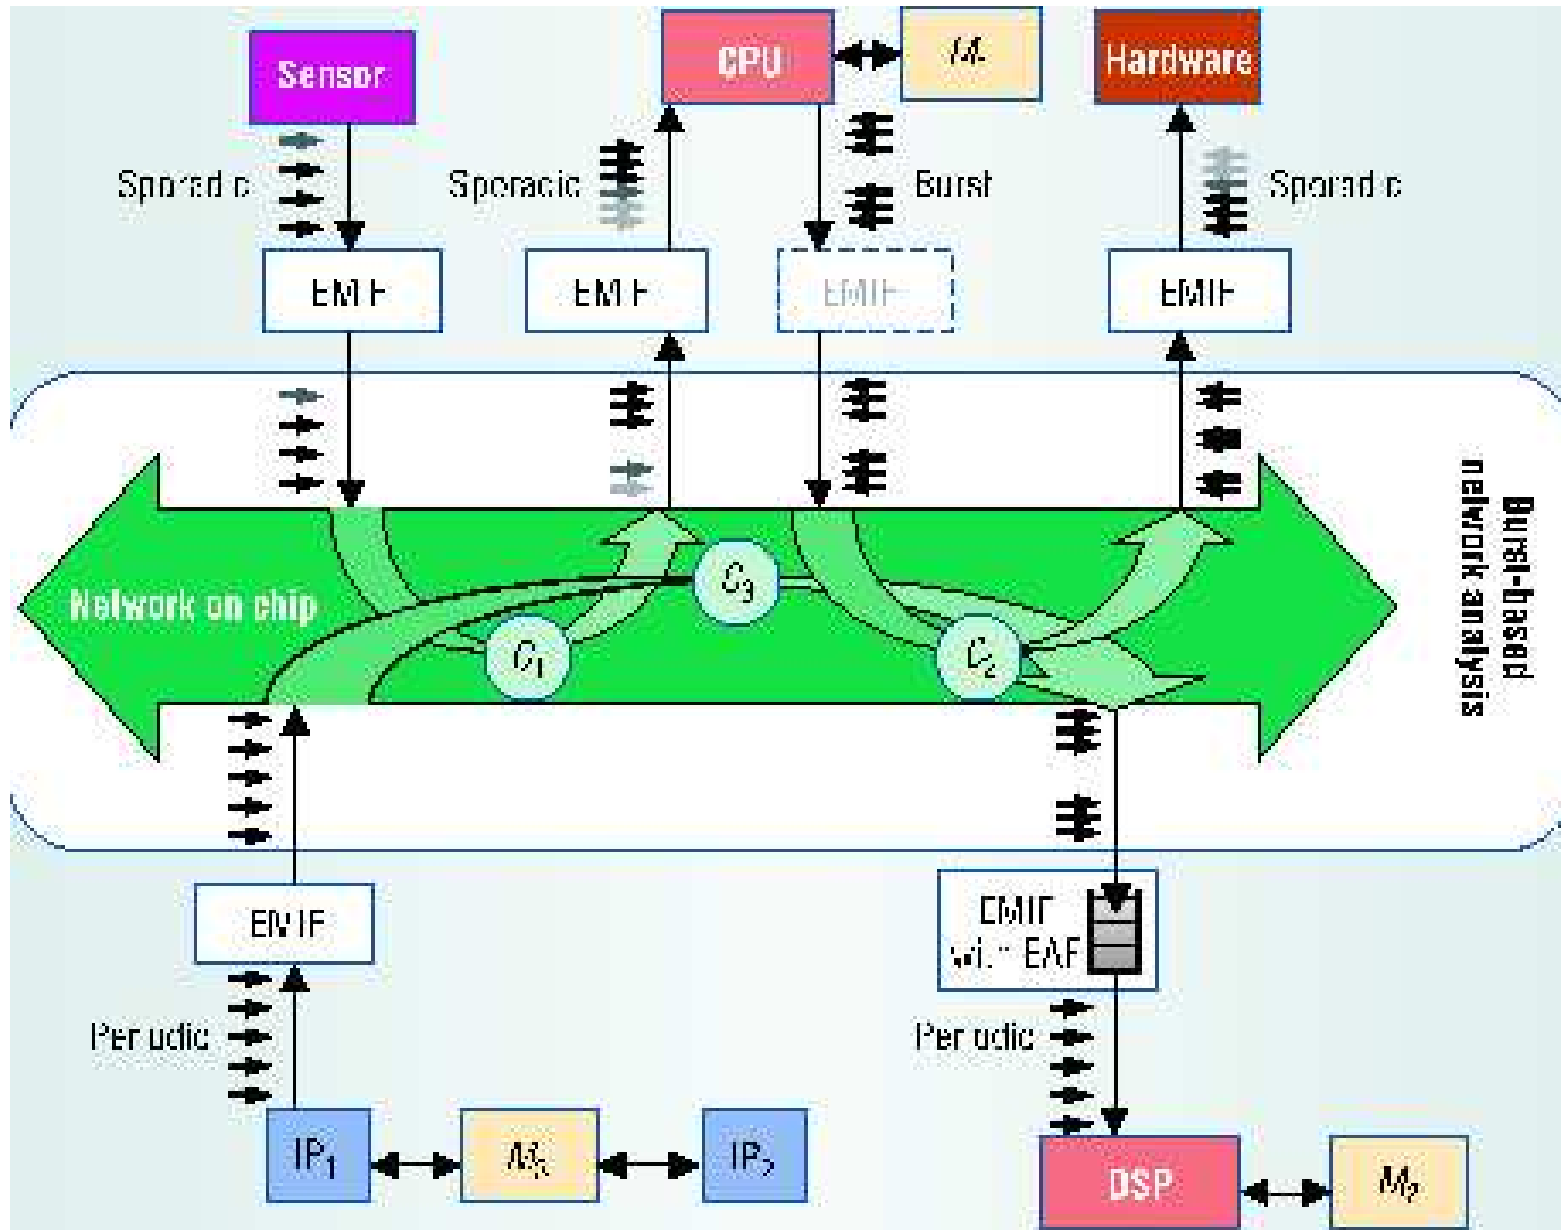 Sensor
CPU
Hardware
Sporadic
Sporadic
Burst
Sporadic
EMIF
EMIF
EMIF
EMIF
Network on chip
C1
C3
C2
Burst-based
network analysis
EMIF
EMIF
with EAF
Periodic
Periodic
IP1
IP2
DSP
M2